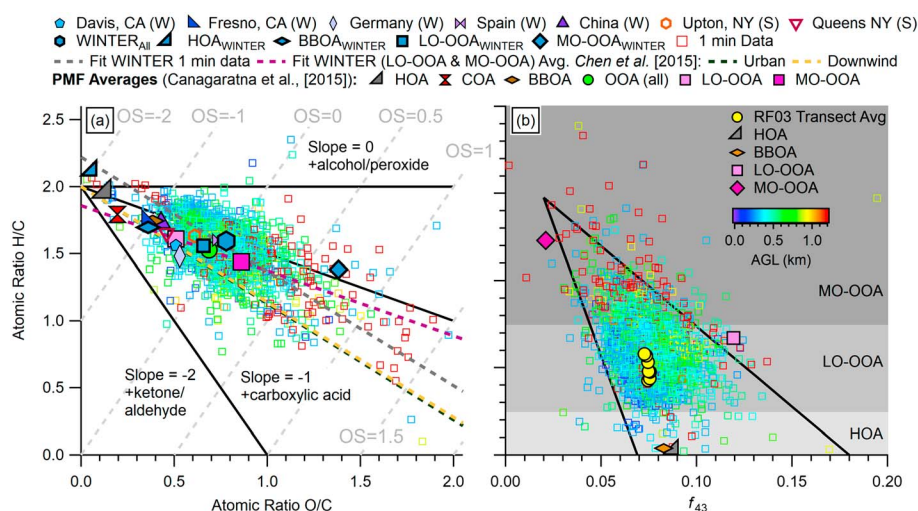 Davis, CA (W) Fresno, CA (W) Germany (W) Spain (W) China (W) Upton, NY (S) Queens NY (S)
WINTERAll HOAWINTER BBOAWINTER LO-OOAWINTER MO-OOAWINTER 1 min Data
Fit WINTER 1 min data Fit WINTER (LO-OOA & MO-OOA) Avg. Chen et al. [2015]: Urban Downwind
PMF Averages (Canagaratna et al., [2015]): HOA COA BBOA OOA (all) LO-OOA MO-OOA
(a)
OS=-2
OS=-1
OS=0
OS=0.5
OS=1
OS=1.5
Slope = 0
+alcohol/peroxide
Slope = -2
+ketone/
aldehyde
Slope = -1
+carboxylic acid
2.5
2.0
1.5
1.0
0.5
0.0
Atomic Ratio H/C
0.0 0.5 1.0 1.5 2.0
Atomic Ratio O/C
(b)
RF03 Transect Avg
HOA
BBOA
LO-OOA
MO-OOA
0.0 1.0
AGL (km)
MO-OOA
LO-OOA
HOA
0.00 0.05 0.10 0.15 0.20
f43